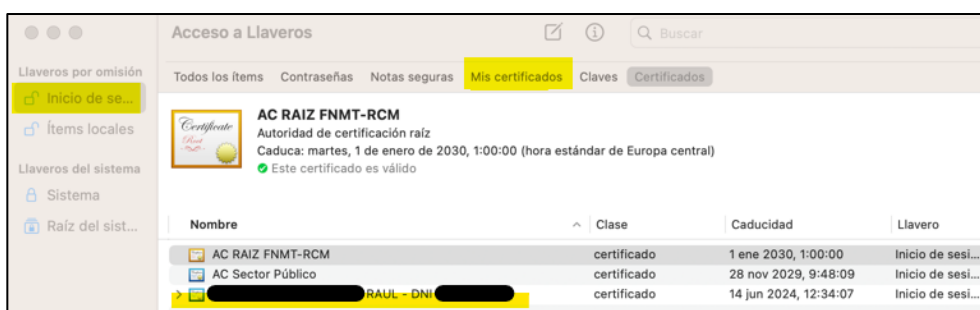 Acceso a Llaveros
Buscar
Llaveros por omisión
Inicio de se...
Ítems locales
Llaveros del sistema
Sistema
Raíz del sist...
Todos los ítems Contraseñas Notas seguras Mis certificados Claves Certificados
Certificate
Root
AC RAIZ FNMT-RCM
Autoridad de certificación raíz
Caduca: martes, 1 de enero de 2030, 1:00:00 (hora estándar de Europa central)
Este certificado es válido
Nombre Clase Caducidad Llavero
AC RAIZ FNMT-RCM certificado 1 ene 2030, 1:00:00 Inicio de sesi...
AC Sector Público certificado 28 nov 2029, 9:48:09 Inicio de sesi...
RAUL - DNI certificado 14 jun 2024, 12:34:07 Inicio de sesi...